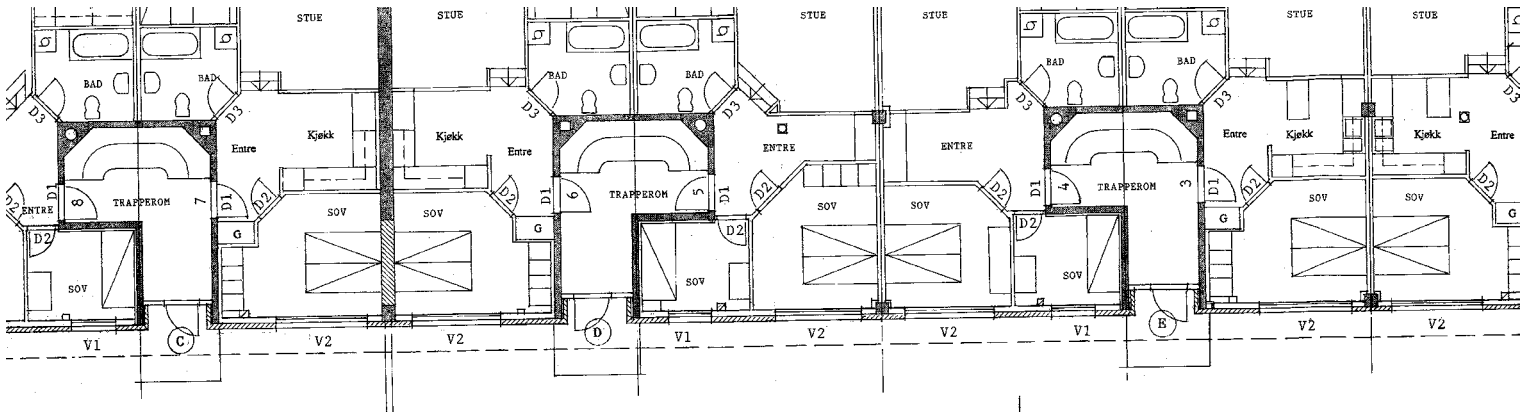 STUE STUE STUE STUE STUE STUE
BAD BAD BAD BAD BAD BAD
D3 D3 D3 D3 D3 D3 D3
Entre Kjøkk Kjøkk Entre ENTRE ENTRE Entre Kjøkk Kjøkk Entre
D2 ENTRE D1 8 TRAPPEROM 7 D1 D2 D2 D1 6 TRAPPEROM 5 D1 D2 D2 D1 4 TRAPPEROM 3 D1 D2 D2
SOV SOV SOV SOV SOV SOV
D2 G G D2 D2 G G
SOV SOV SOV
V1 C V2 V2 D V1 V2 V2 V1 E V2 V2